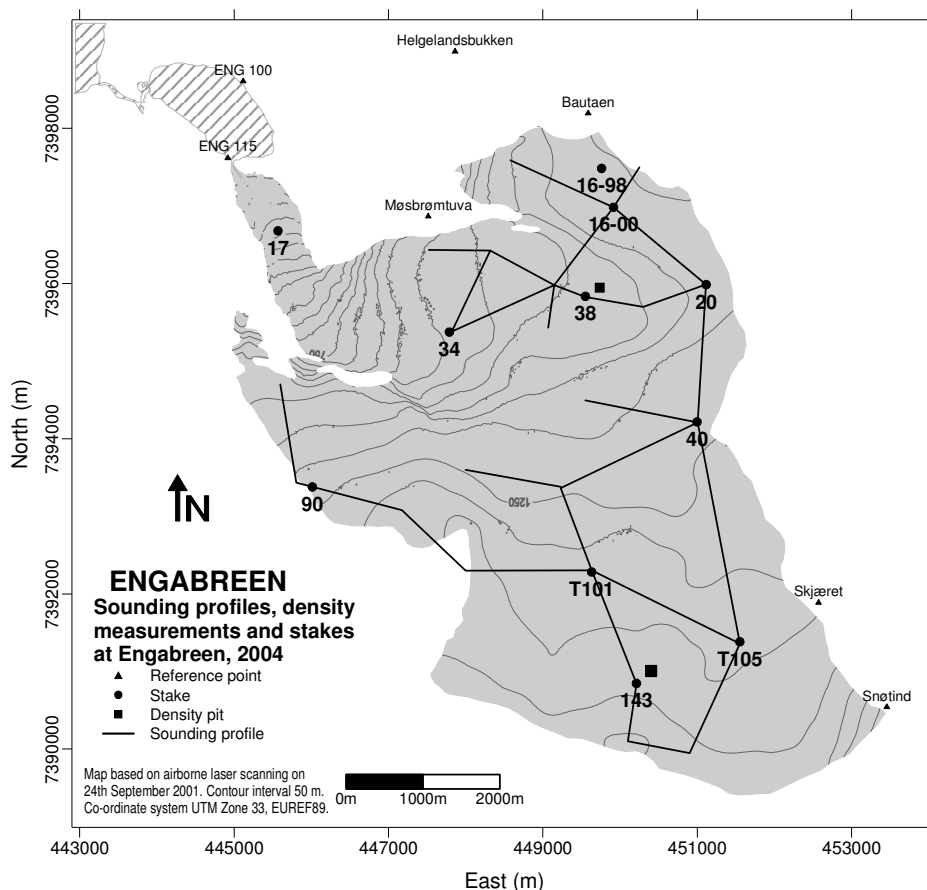 Helgelandsbukken
ENG 100
Bautaen
ENG 115
16-98
Møsbrømtuva
16-00
17
20
38
34
750
40
1250
90
T101
Skjæret
T105
143
Snøtind
N
ENGABREEN
Sounding profiles, density
measurements and stakes
at Engabreen, 2004
Reference point
Stake
Density pit
Sounding profile
Map based on airborne laser scanning on
24th September 2001. Contour interval 50 m.
Co-ordinate system UTM Zone 33, EUREF89.
0m 1000m 2000m
North (m)
7398000
7396000
7394000
7392000
7390000
443000 445000 447000 449000 451000 453000
East (m)